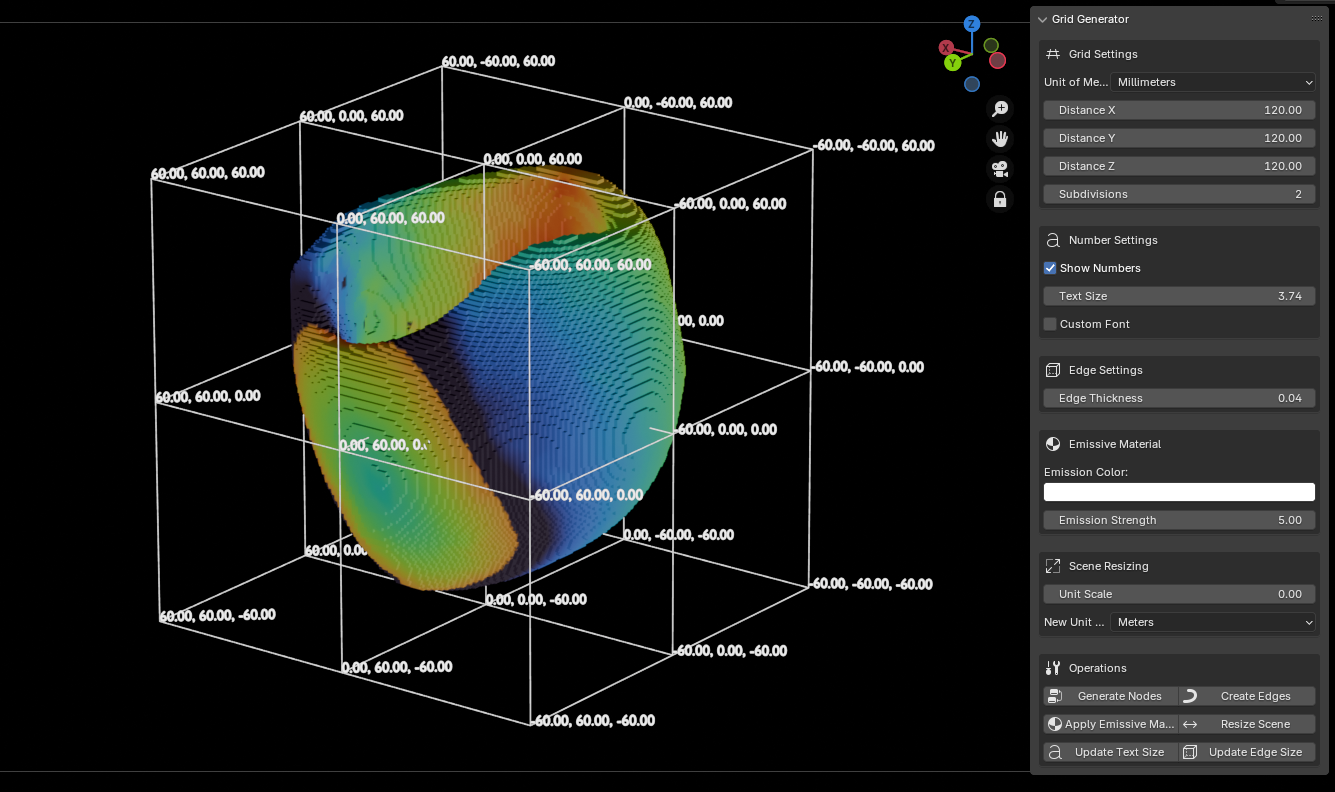 60.00, -60.00, 60.00
0.00, -60.00, 60.00
60.00, 0.00, 60.00
-60.00, -60.00, 60.00
0.00, 0.00, 60.00
60.00, 60.00, 60.00
-60.00, 0.00, 60.00
0.00, 60.00, 60.00
-60.00, 60.00, 60.00
00, 0.00
-60.00, -60.00, 0.00
60.00, 60.00, 0.00
-60.00, 0.00, 0.00
0.00, 60.00, 0.
-60.00, 60.00, 0.00
0.00, -60.00, -60.00
60.00, 0.00
-60.00, -60.00, -60.00
0.00, 0.00, -60.00
60.00, 60.00, -60.00
-60.00, 0.00, -60.00
0.00, 60.00, -60.00
-60.00, 60.00, -60.00
Z
X
Y
Grid Generator
Grid Settings
Unit of Me... Millimeters
Distance X 120.00
Distance Y 120.00
Distance Z 120.00
Subdivisions 2
Number Settings
Show Numbers
Text Size 3.74
Custom Font
Edge Settings
Edge Thickness 0.04
Emissive Material
Emission Color:
Emission Strength 5.00
Scene Resizing
Unit Scale 0.00
New Unit ... Meters
Operations
Generate Nodes Create Edges
Apply Emissive Ma... Resize Scene
Update Text Size Update Edge Size